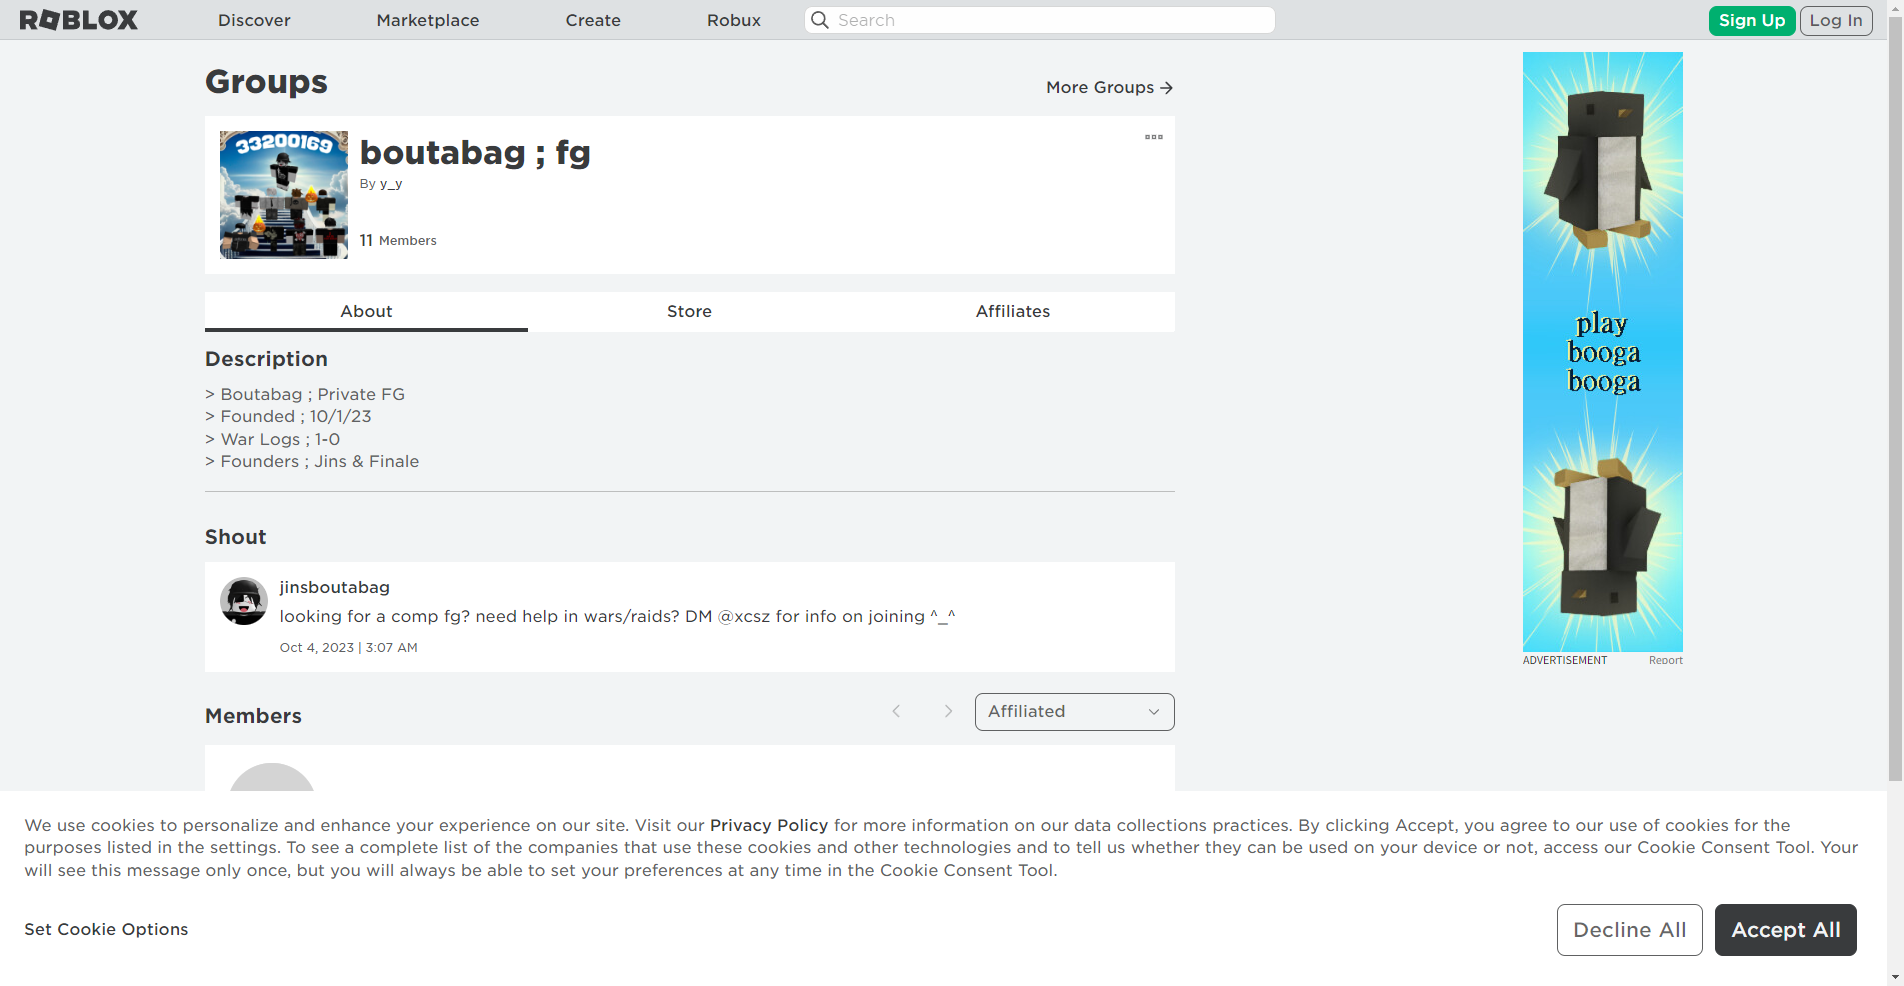 ROBLOX
Discover
Marketplace
Create
Robux
Search
Sign Up
Log In
Groups
More Groups
33200169
boutabag ; fg
By y_y
11 Members
About
Store
Affiliates
Description
> Boutabag ; Private FG
> Founded ; 10/1/23
> War Logs ; 1-0
> Founders ; Jins & Finale
Shout
jinsboutabag
looking for a comp fg? need help in wars/raids? DM @xcsz for info on joining ^_^
Oct 4, 2023 | 3:07 AM
Members
Affiliated
play
booga
booga
ADVERTISEMENT
Report
We use cookies to personalize and enhance your experience on our site. Visit our Privacy Policy for more information on our data collections practices. By clicking Accept, you agree to our use of cookies for the
purposes listed in the settings. To see a complete list of the companies that use these cookies and other technologies and to tell us whether they can be used on your device or not, access our Cookie Consent Tool. Your
will see this message only once, but you will always be able to set your preferences at any time in the Cookie Consent Tool.
Set Cookie Options
Decline All
Accept All